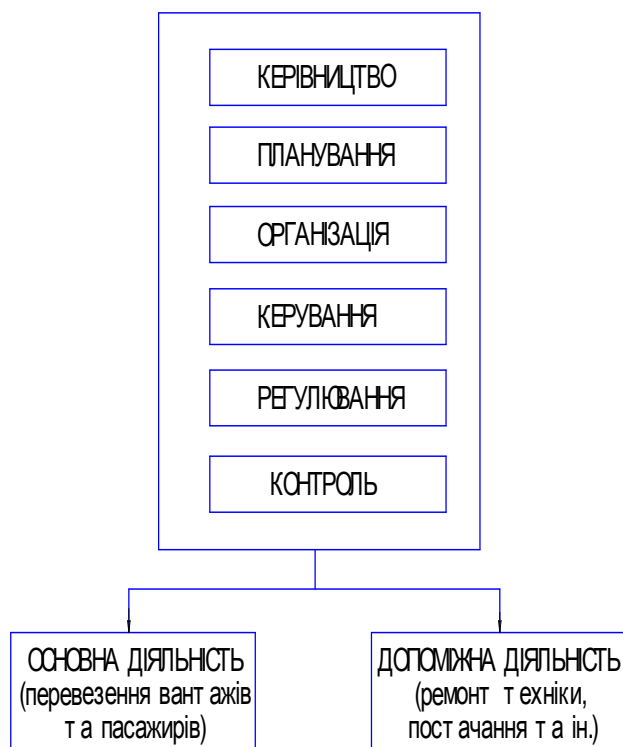 КЕРІВНИЦТВО
ПЛАНУВАННЯ
ОРГАНІЗАЦІЯ
КЕРУВАННЯ
РЕГУЛЮВАННЯ
КОНТРОЛЬ
ОСНОВНА ДІЯЛЬНІСТЬ
(перевезення вантажів
та пасажирів)
ДОПОМІЖНА ДІЯЛЬНІСТЬ
(ремонт техніки,
постачання та ін.)